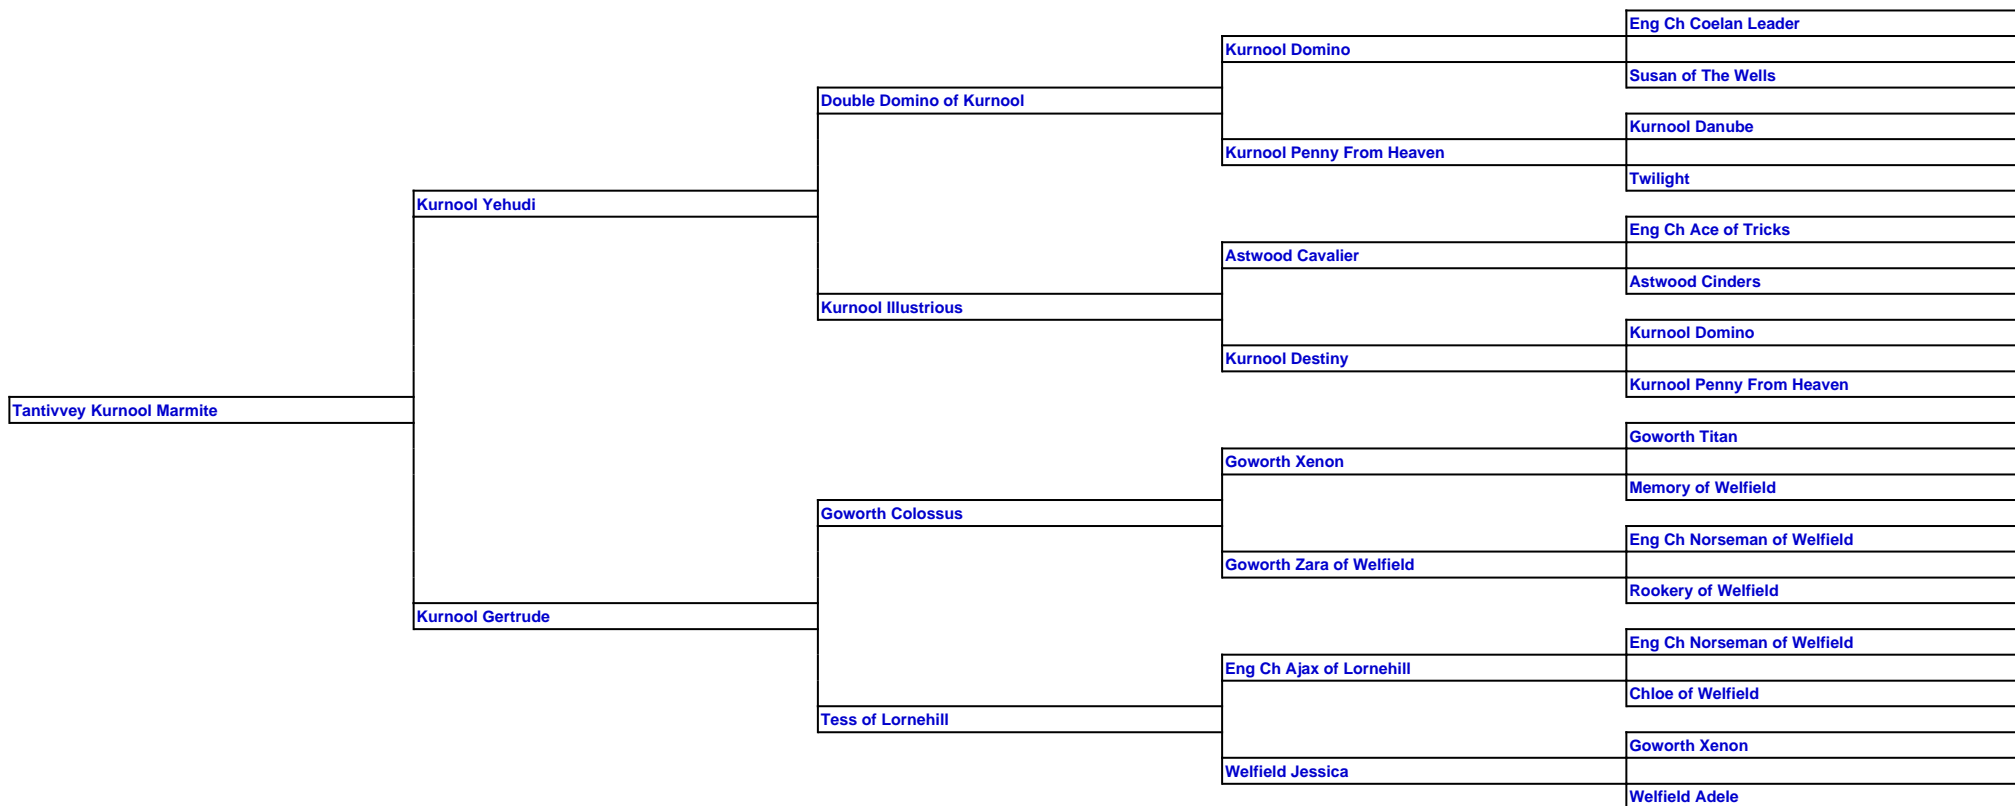 Eng Ch Coelan Leader
Kurnool Domino
Susan of The Wells
Double Domino of Kurnool
Kurnool Danube
Kurnool Penny From Heaven
Twilight
Kurnool Yehudi
Eng Ch Ace of Tricks
Astwood Cavalier
Astwood Cinders
Kurnool Illustrious
Kurnool Domino
Kurnool Destiny
Kurnool Penny From Heaven
Tantivvey Kurnool Marmite
Goworth Titan
Goworth Xenon
Memory of Welfield
Goworth Colossus
Eng Ch Norseman of Welfield
Goworth Zara of Welfield
Rookery of Welfield
Kurnool Gertrude
Eng Ch Norseman of Welfield
Eng Ch Ajax of Lornehill
Chloe of Welfield
Tess of Lornehill
Goworth Xenon
Welfield Jessica
Welfield Adele